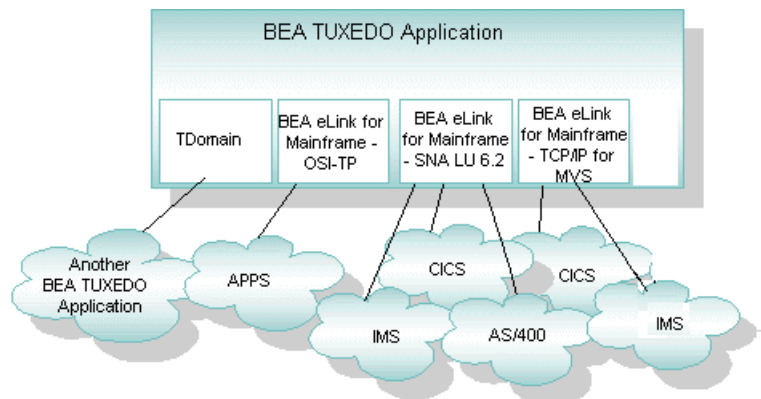 BEA TUXEDO Application
TDomain
BEA eLink for
Mainframe -
OSI-TP
BEA eLink
for Mainframe
- SNA LU 6.2
BEA eLink
for Mainframe
- TCP/IP for
MVS
Another
BEA TUXEDO
Application
APPS
CICS
CICS
IMS
AS/400
IMS